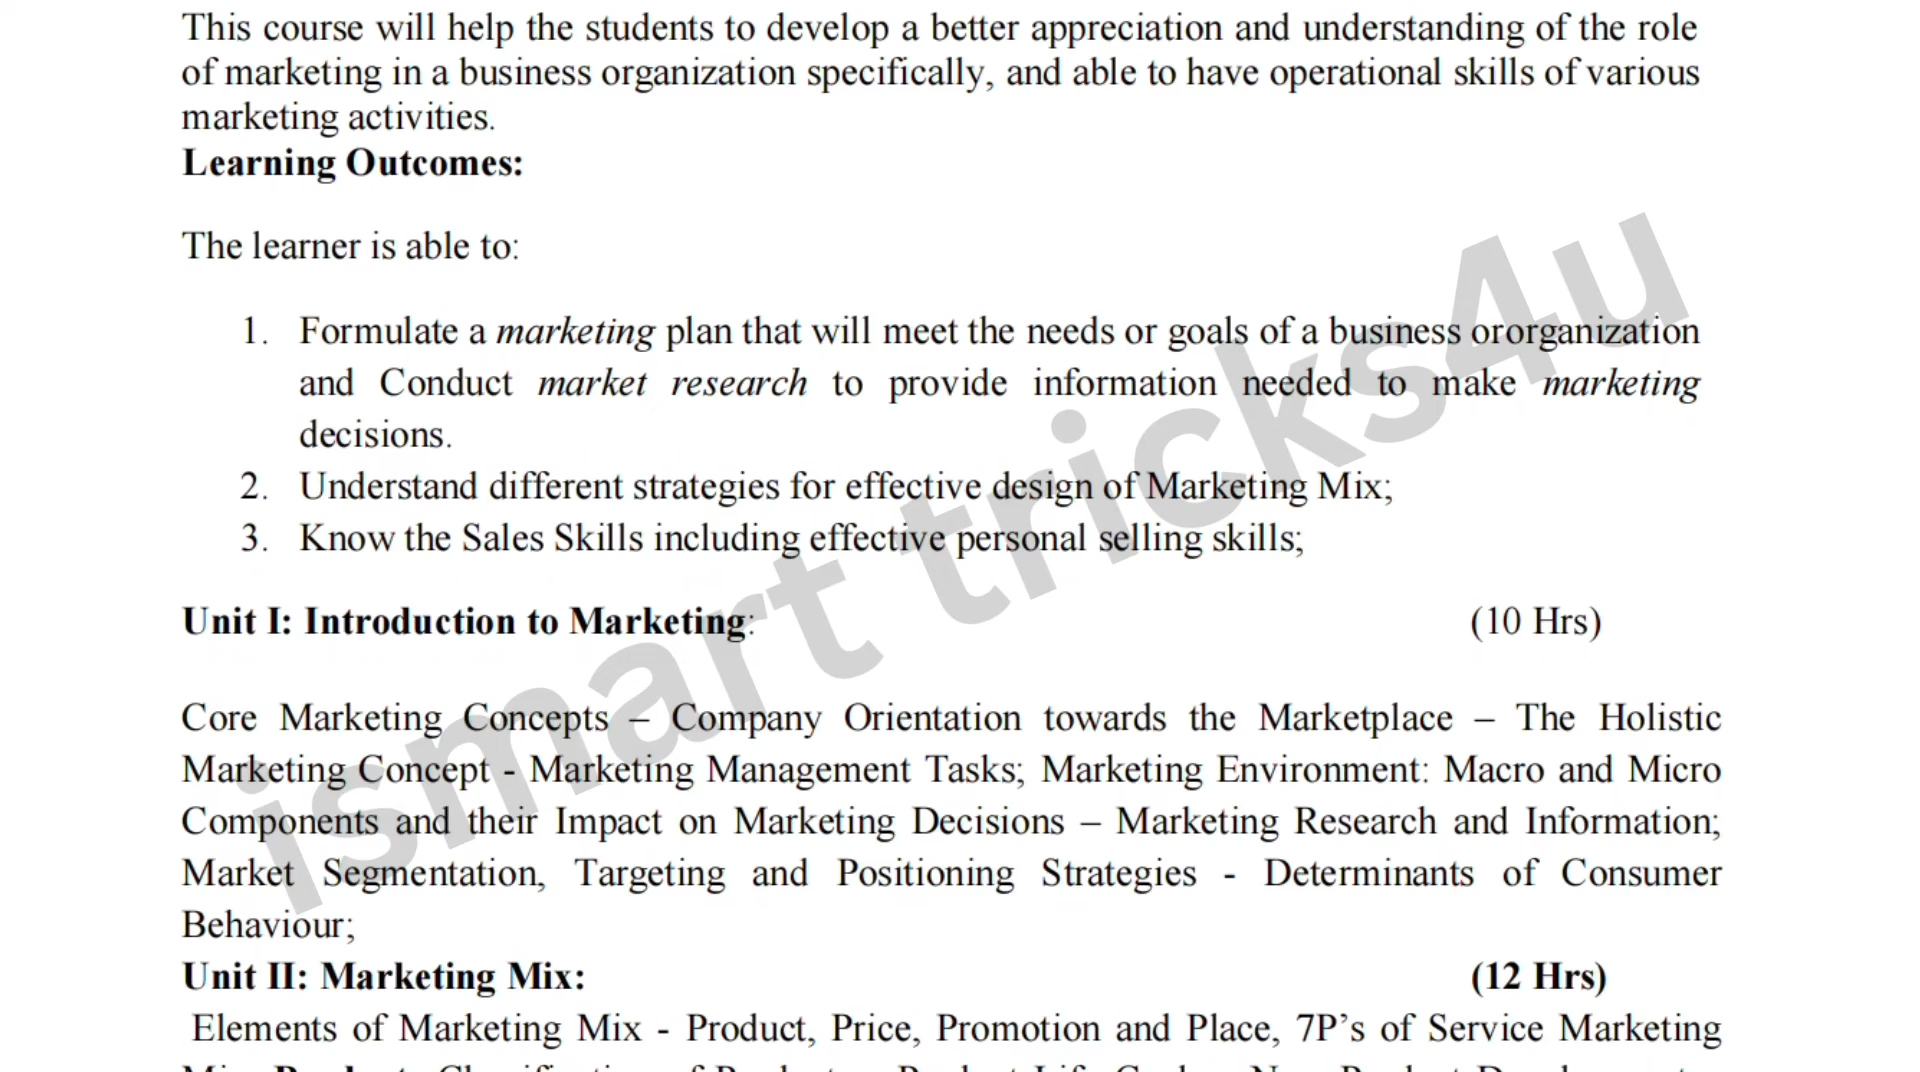 This course will help the students to develop a better appreciation and understanding of the role
of marketing in a business organization specifically, and able to have operational skills of various
marketing activities.
Learning Outcomes:
The learner is able to:
1. Formulate a marketing plan that will meet the needs or goals of a business ororganization
and Conduct market research to provide information needed to make marketing
decisions.
2. Understand different strategies for effective design of Marketing Mix;
3. Know the Sales Skills including effective personal selling skills;
Unit I: Introduction to Marketing: (10 Hrs)
Core Marketing Concepts – Company Orientation towards the Marketplace – The Holistic
Marketing Concept - Marketing Management Tasks; Marketing Environment: Macro and Micro
Components and their Impact on Marketing Decisions – Marketing Research and Information;
Market Segmentation, Targeting and Positioning Strategies - Determinants of Consumer
Behaviour;
Unit II: Marketing Mix: (12 Hrs)
Elements of Marketing Mix - Product, Price, Promotion and Place, 7P’s of Service Marketing
ismart tricks4u